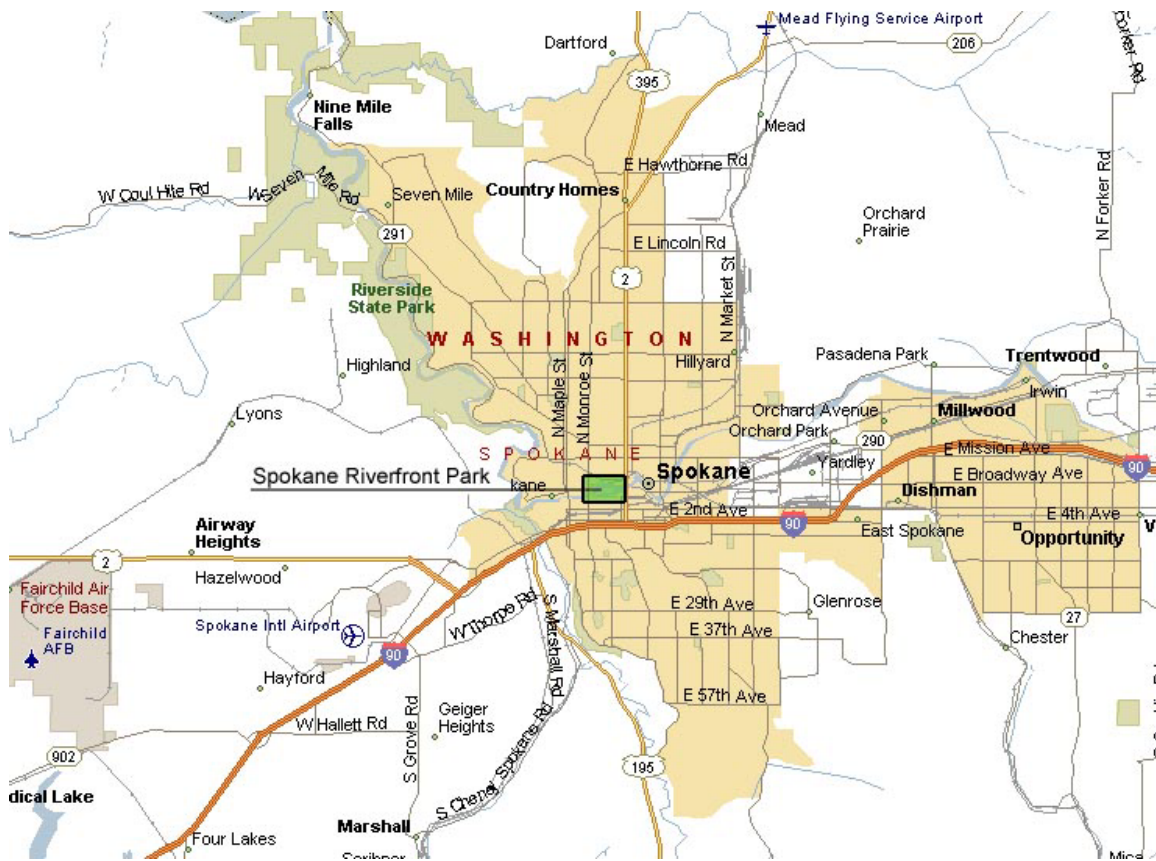 Mead Flying Service Airport
Dartford
206
395
N Forker Rd
Nine Mile
Falls
Mead
E Hawthorne Rd
W Coul Hite Rd
W Seven Mile Rd
Seven Mile
Country Homes
Orchard
Prairie
291
E Lincoln Rd
2
N Market St
Riverside
State Park
WASHINGTON
Hillyard
Pasadena Park
Trentwood
Highland
N Maple St
N Monroe St
Irwin
Lyons
Orchard Avenue
Millwood
Orchard Park
290
SPOKANE
E Mission Ave
90
Spokane Riverfront Park
Spokane
Yardley
E Broadway Ave
kane
Dishman
E 2nd Ave
E 4th Ave
90
East Spokane
V
Opportunity
Airway
Heights
2
Hazelwood
Fairchild Air
Force Base
W Thorpe Rd
S Marshall Rd
E 29th Ave
Glenrose
27
Spokane Intl Airport
E 37th Ave
Fairchild
AFB
90
Chester
Hayford
E 57th Ave
W Hallett Rd
Geiger
Heights
S Grove Rd
S Cheney Spokane Rd
902
195
dical Lake
Marshall
Four Lakes
Scribner
Mica